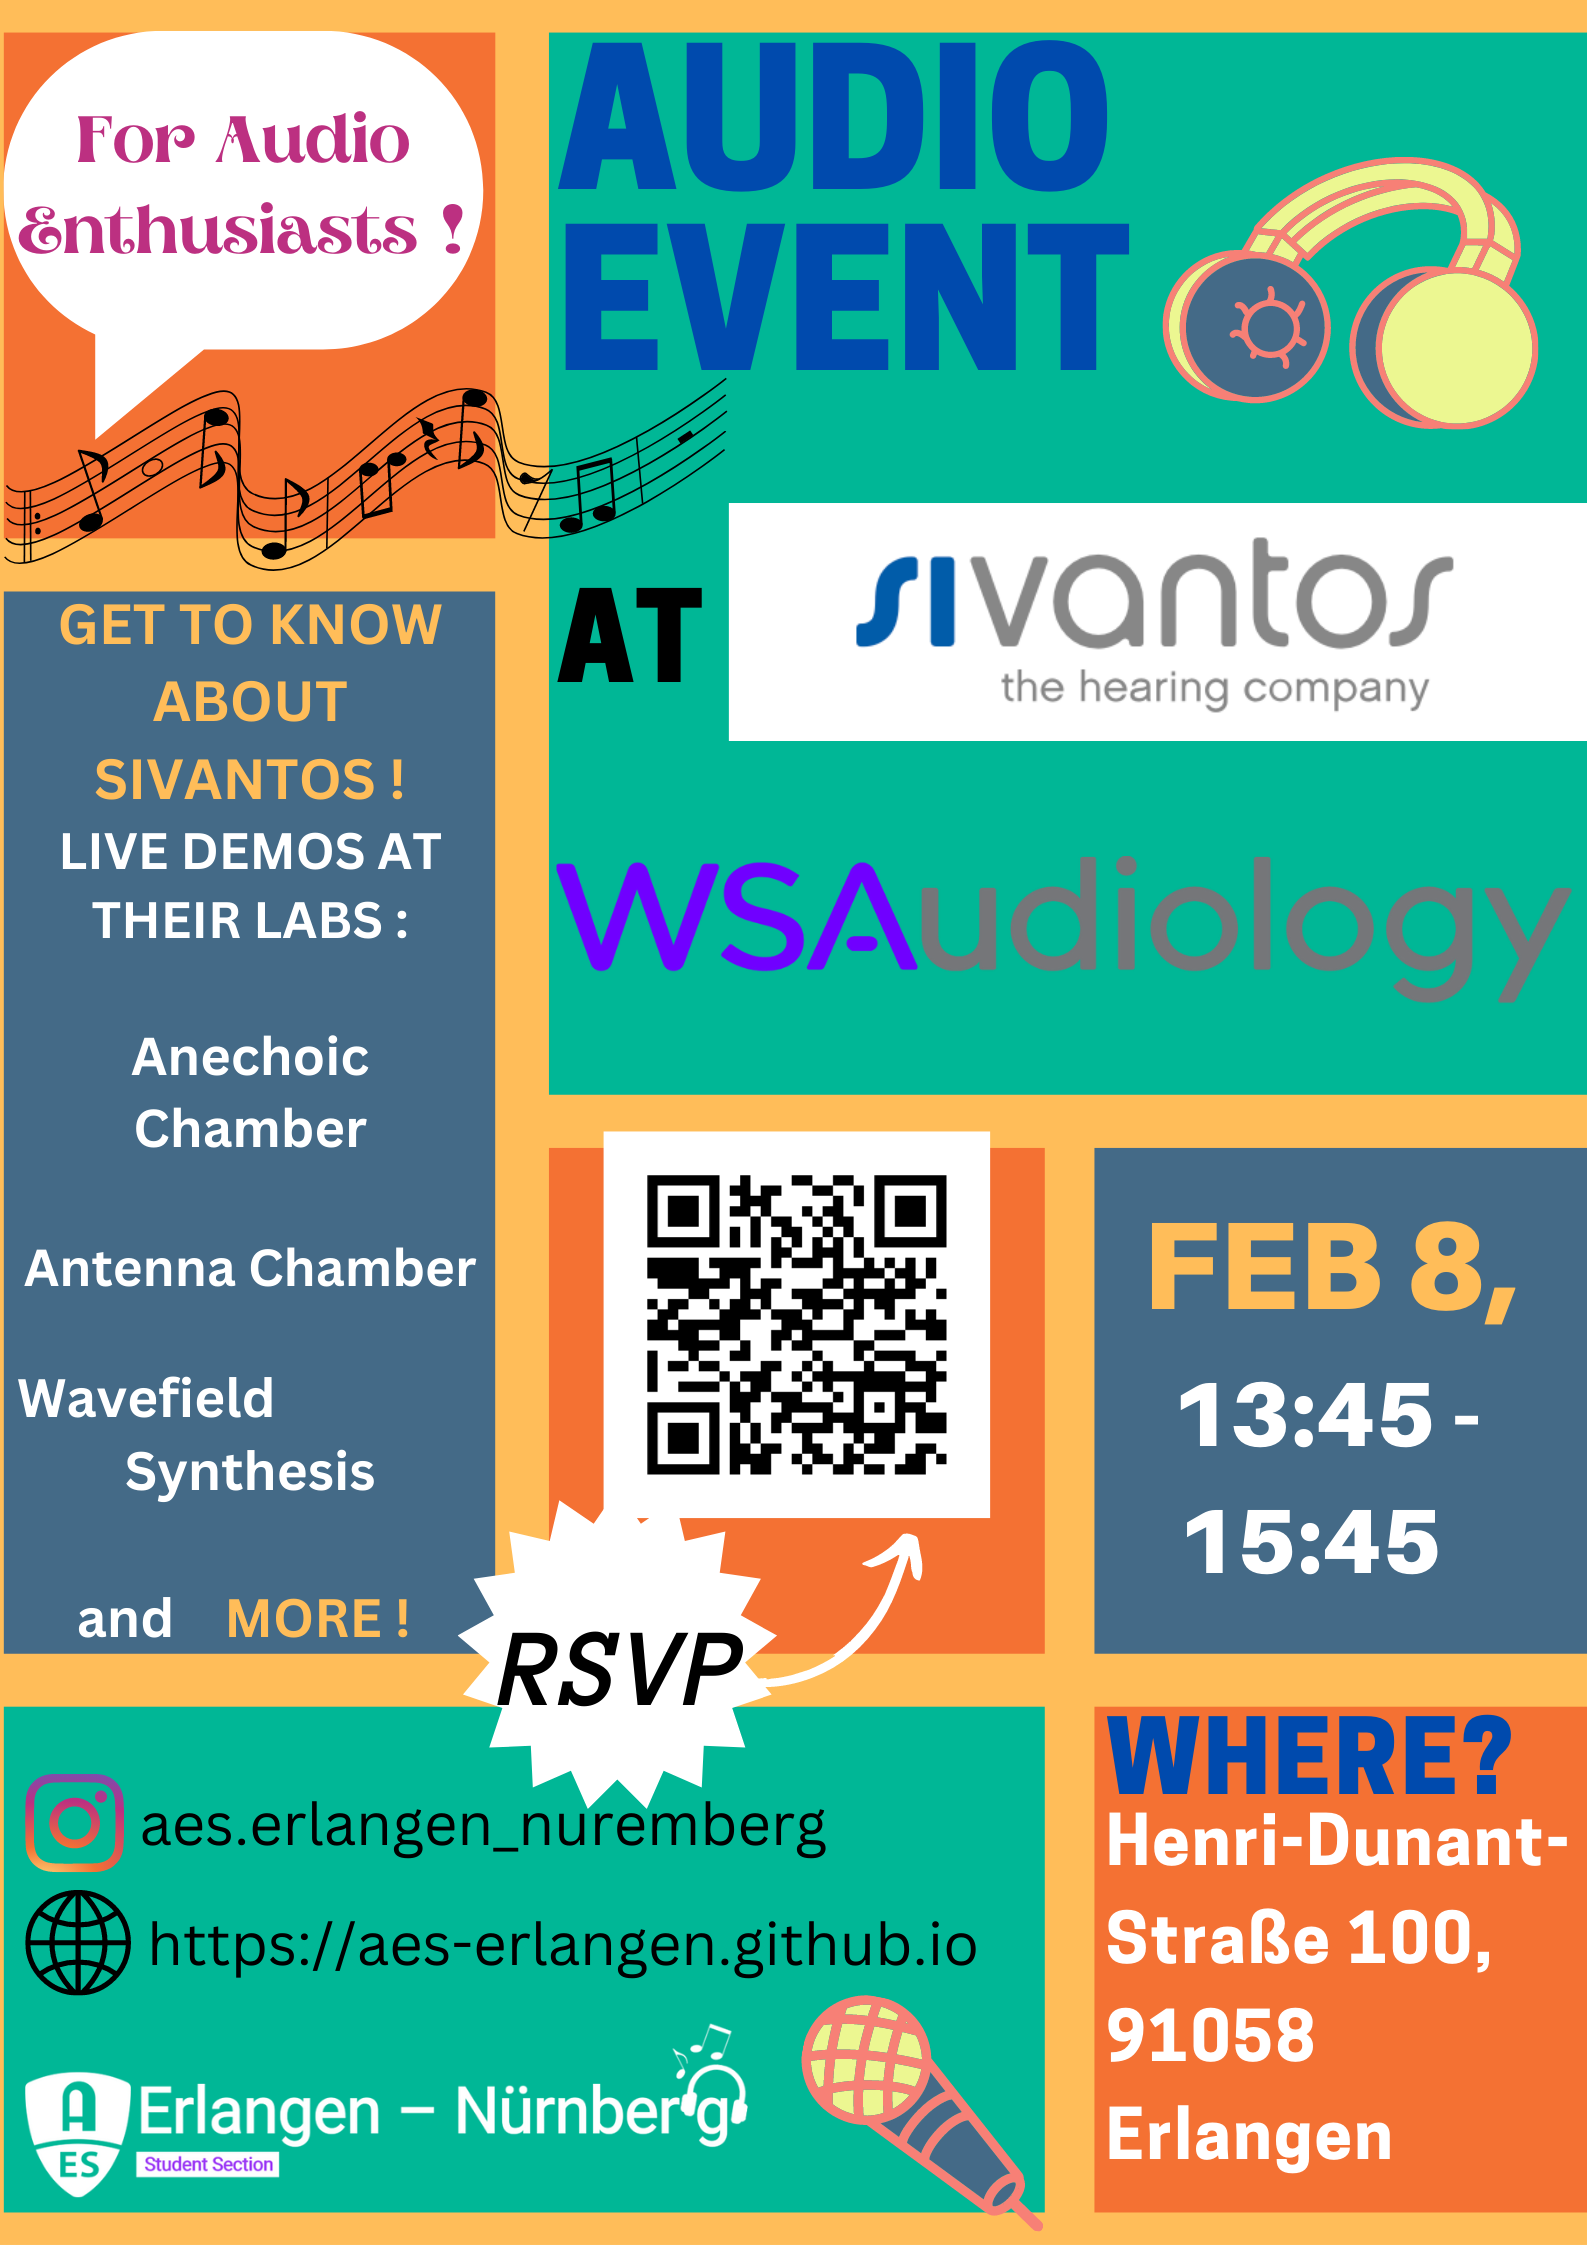 For Audio
Enthusiasts !
AUDIO
EVENT
AT
sivantos
the hearing company
WSAudiology
GET TO KNOW
ABOUT
SIVANTOS !
LIVE DEMOS AT
THEIR LABS :
Anechoic
Chamber
Antenna Chamber
Wavefield
Synthesis
and MORE !
RSVP
FEB 8,
13:45 -
15:45
WHERE?
Henri-Dunant-
Straße 100,
91058
Erlangen
aes.erlangen_nuremberg
https://aes-erlangen.github.io
AES
Erlangen – Nürnberg
Student Section